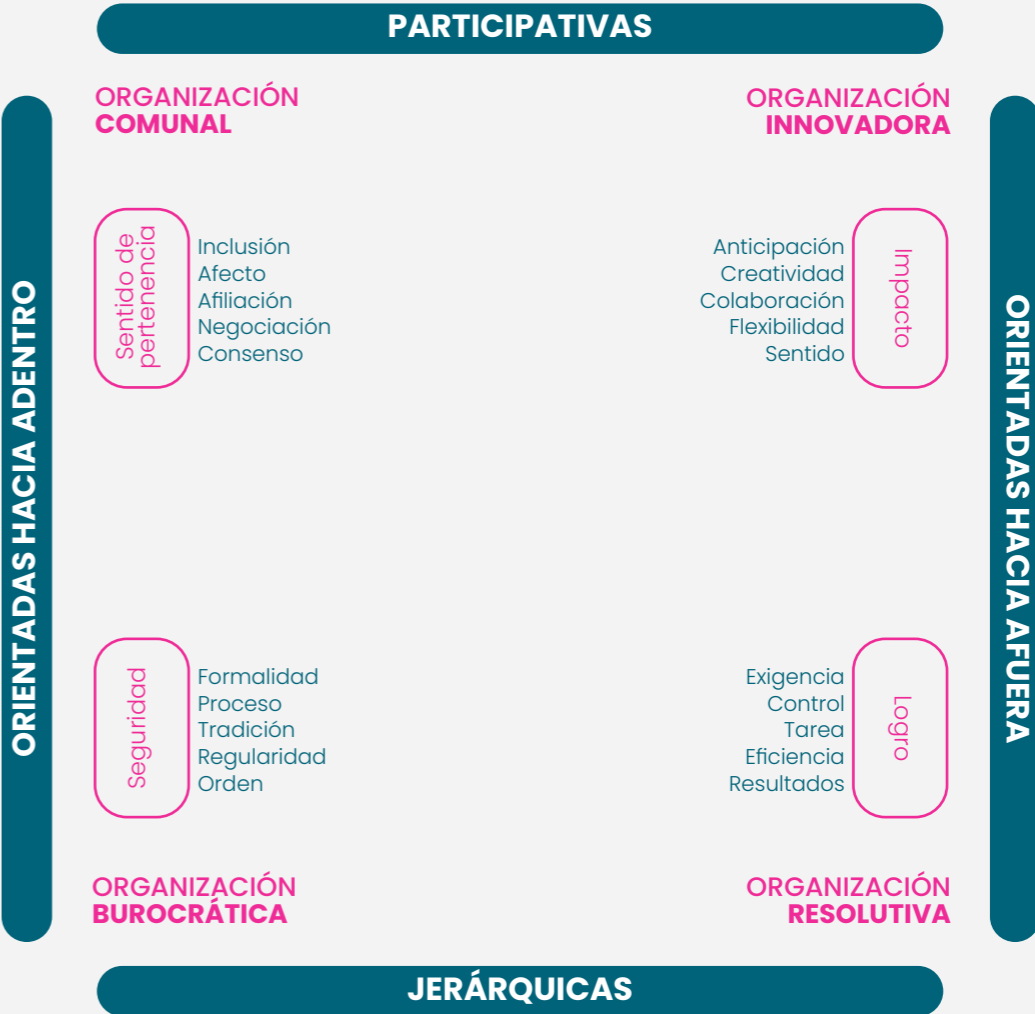 PARTICIPATIVAS
ORGANIZACIÓN
COMUNAL
ORGANIZACIÓN
INNOVADORA
ORIENTADAS HACIA ADENTRO
Sentido de
pertenencia
Inclusión
Afecto
Afiliación
Negociación
Consenso
Anticipación
Creatividad
Colaboración
Flexibilidad
Sentido
Impacto
ORIENTADAS HACIA AFUERA
Seguridad
Formalidad
Proceso
Tradición
Regularidad
Orden
Exigencia
Control
Tarea
Eficiencia
Resultados
Logro
ORGANIZACIÓN
BUROCRÁTICA
ORGANIZACIÓN
RESOLUTIVA
JERÁRQUICAS